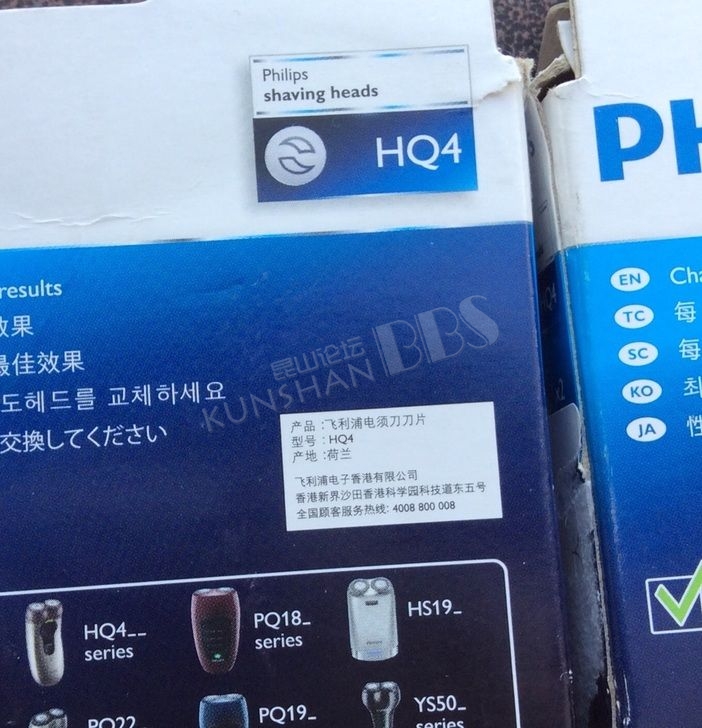 Philips
shaving heads
HQ4
PH
results
效果
最佳效果
도헤드를 교체하세요
交換してください
昆山论坛
KUNSHAN BBS
产品：飞利浦电须刀刀片
型号：HQ4
产地：荷兰
飞利浦电子香港有限公司
香港新界沙田香港科学园科技道东五号
全国顾客服务热线: 4008 800 008
HQ4__
series
PQ18_
series
HS19_
PQ22_
PQ19_
YS50_
series
EN Cha
TC 每
SC 每
KO 최
JA 性
HQ4
x2